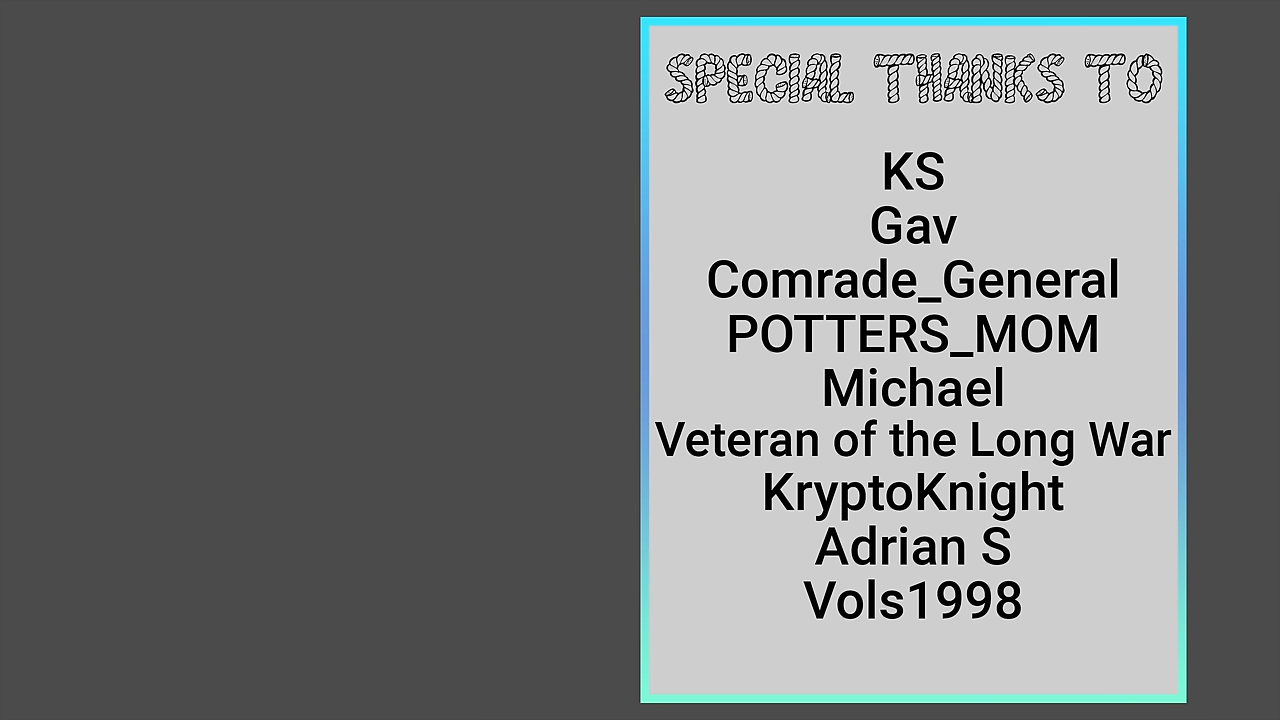 SPECIAL THANKS TO
KS
Gav
Comrade_General
POTTERS_MOM
Michael
Veteran of the Long War
KryptoKnight
Adrian S
Vols1998